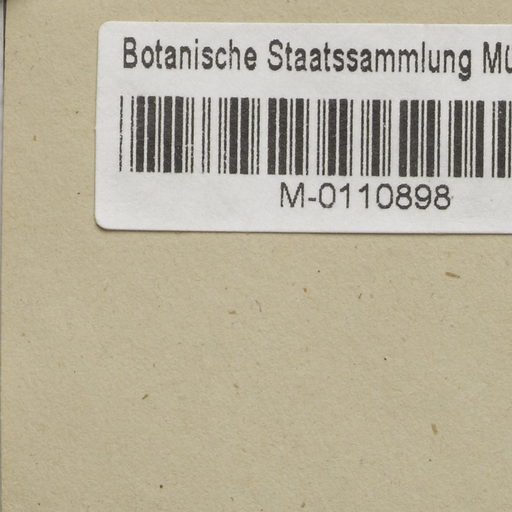 Botanische Staatssammlung Mü
M-0110898